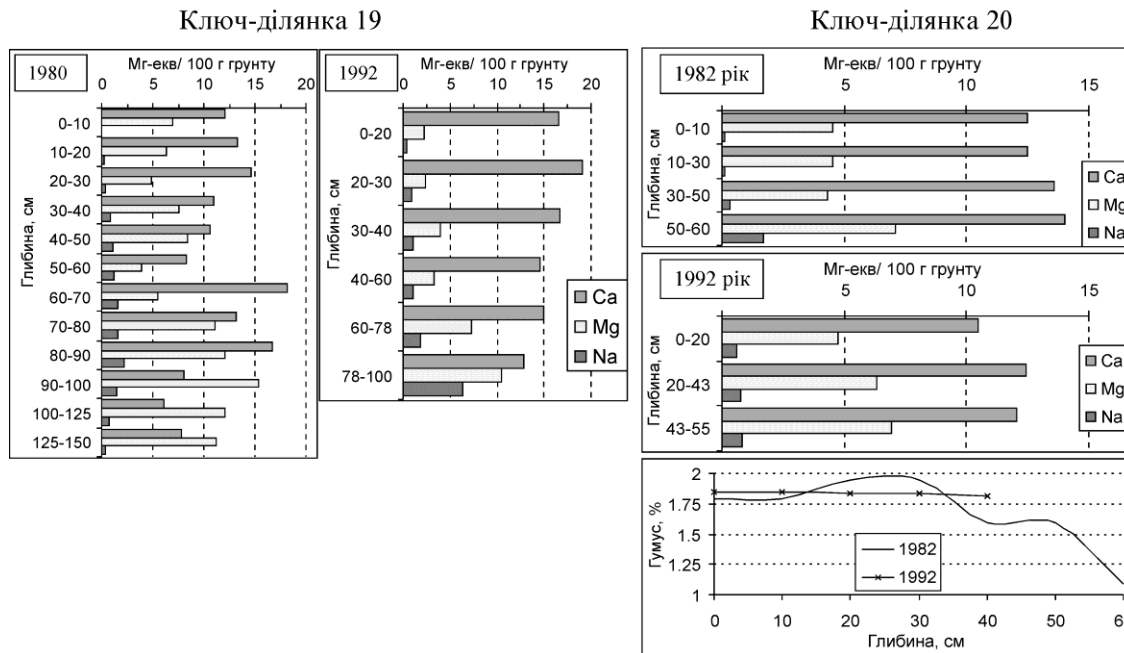 Ключ-ділянка 19
Ключ-ділянка 20
1980
Мг-екв/ 100 г грунту
0 5 10 15 20
Глибина, см
0-10
10-20
20-30
30-40
40-50
50-60
60-70
70-80
80-90
90-100
100-125
125-150
1992
Мг-екв/ 100 г грунту
0 5 10 15 20
Глибина, см
0-20
20-30
30-40
40-60
60-78
78-100
Ca
Mg
Na
1982 рік
Мг-екв/ 100 г грунту
5 10 15
Глибина, см
0-10
10-30
30-50
50-60
Ca
Mg
Na
1992 рік
Мг-екв/ 100 г грунту
5 10 15
Глибина, см
0-20
20-43
43-55
Ca
Mg
Na
Гумус, %
2
1.75
1.5
1.25
1
1982
1992
0 10 20 30 40 50
Глибина, см